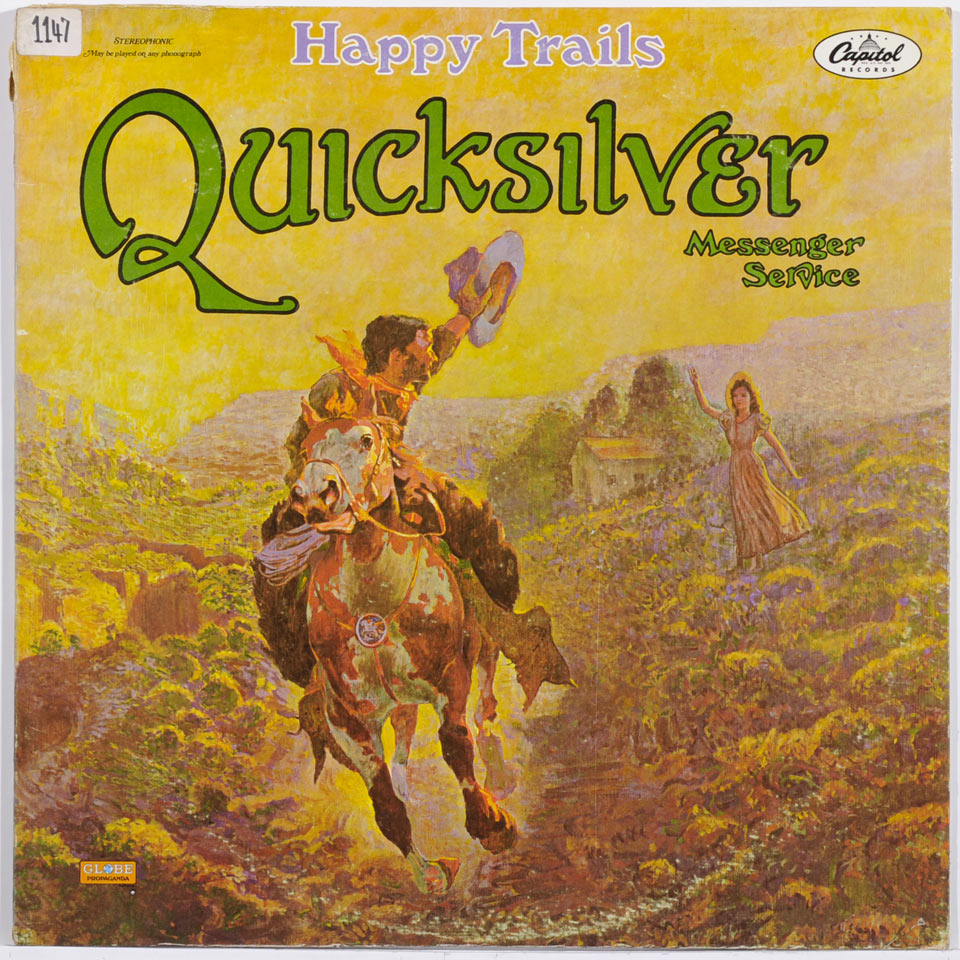 1147
STEREOPHONIC
May be played on any phonograph
Happy Trails
Capitol
RECORDS
Quicksilver
Messenger
Service
GLOBE
PROPAGANDA